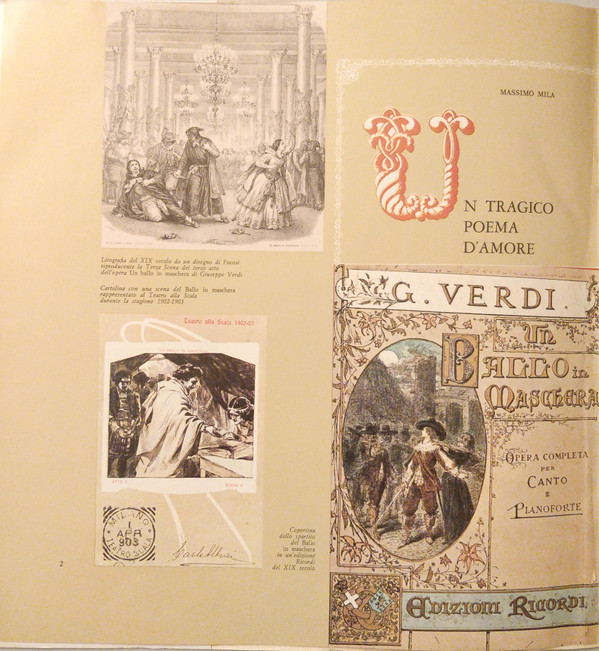 MASSIMO MILA
UN TRAGICO
POEMA
D'AMORE
Litografia del XIX secolo da un disegno di
riproducente la Terza Scena del terzo atto
dell'opera Un ballo in maschera di Giuseppe Verdi
Cartolina con una scena del Ballo in maschera
rappresentato al Teatro alla Scala
durante la stagione 1902-1903
Teatro alla Scala 1902-03
MILANO
1
APR
903
TEATRO SCALA
Copertina
dello spartito
del Ballo
in maschera
in un'edizione
Ricordi
del XIX secolo.
2
G. VERDI.
UN
BALLO in
MASCHERA
OPERA COMPLETA
PER
CANTO
E
PIANOFORTE
EDIZIONI RICORDI